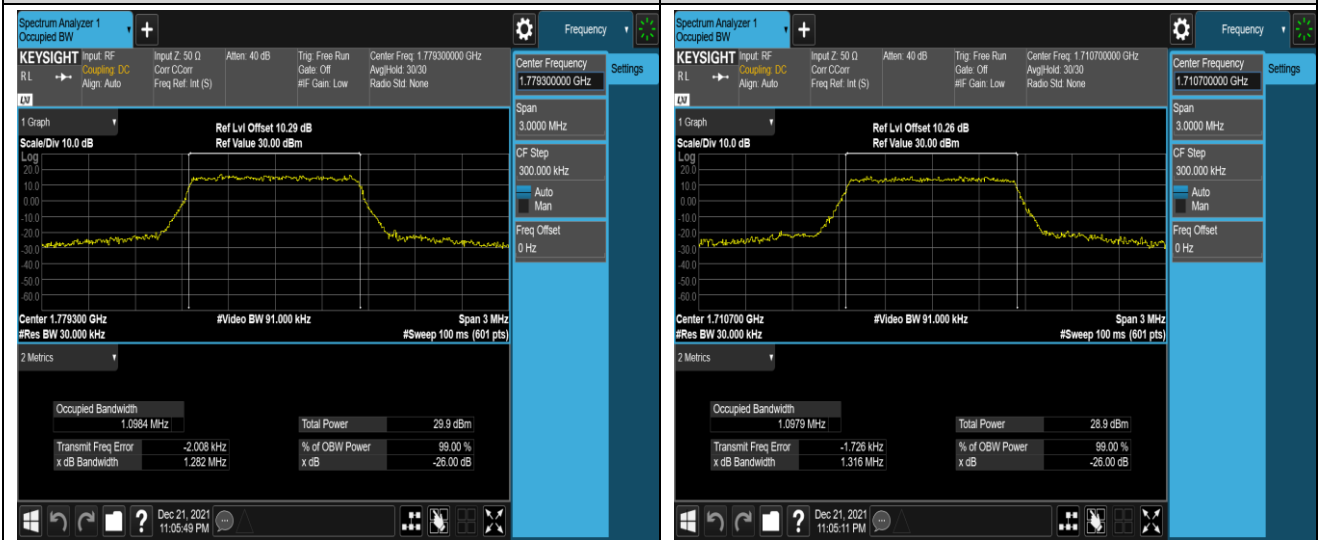 Spectrum Analyzer 1
Occupied BW
+
Frequency
KEYSIGHT
RL
LXI
Input: RF
Coupling: DC
Align: Auto
Input Z: 50 Ω
Corr CCorr
Freq Ref: Int (S)
Atten: 40 dB
Trig: Free Run
Gate: Off
#IF Gain: Low
Center Freq: 1.779300000 GHz
Avg|Hold: 30/30
Radio Std: None
Center Frequency
1.779300000 GHz
Settings
Span
3.0000 MHz
CF Step
300.000 kHz
Auto
Man
Freq Offset
0 Hz
1 Graph
Scale/Div 10.0 dB
Ref Lvl Offset 10.29 dB
Ref Value 30.00 dBm
Log
20.0
10.0
0.00
-10.0
-20.0
-30.0
-40.0
-50.0
-60.0
Center 1.779300 GHz
#Video BW 91.000 kHz
Span 3 MHz
#Res BW 30.000 kHz
#Sweep 100 ms (601 pts)
2 Metrics
Occupied Bandwidth
1.0984 MHz
Total Power 29.9 dBm
Transmit Freq Error -2.008 kHz
% of OBW Power 99.00 %
x dB Bandwidth 1.282 MHz
x dB -26.00 dB
?
Dec 21, 2021
11:05:49 PM
Spectrum Analyzer 1
Occupied BW
+
Frequency
KEYSIGHT
RL
LXI
Input: RF
Coupling: DC
Align: Auto
Input Z: 50 Ω
Corr CCorr
Freq Ref: Int (S)
Atten: 40 dB
Trig: Free Run
Gate: Off
#IF Gain: Low
Center Freq: 1.710700000 GHz
Avg|Hold: 30/30
Radio Std: None
Center Frequency
1.710700000 GHz
Settings
Span
3.0000 MHz
CF Step
300.000 kHz
Auto
Man
Freq Offset
0 Hz
1 Graph
Scale/Div 10.0 dB
Ref Lvl Offset 10.26 dB
Ref Value 30.00 dBm
Log
20.0
10.0
0.00
-10.0
-20.0
-30.0
-40.0
-50.0
-60.0
Center 1.710700 GHz
#Video BW 91.000 kHz
Span 3 MHz
#Res BW 30.000 kHz
#Sweep 100 ms (601 pts)
2 Metrics
Occupied Bandwidth
1.0979 MHz
Total Power 28.9 dBm
Transmit Freq Error -1.726 kHz
% of OBW Power 99.00 %
x dB Bandwidth 1.316 MHz
x dB -26.00 dB
?
Dec 21, 2021
11:05:11 PM